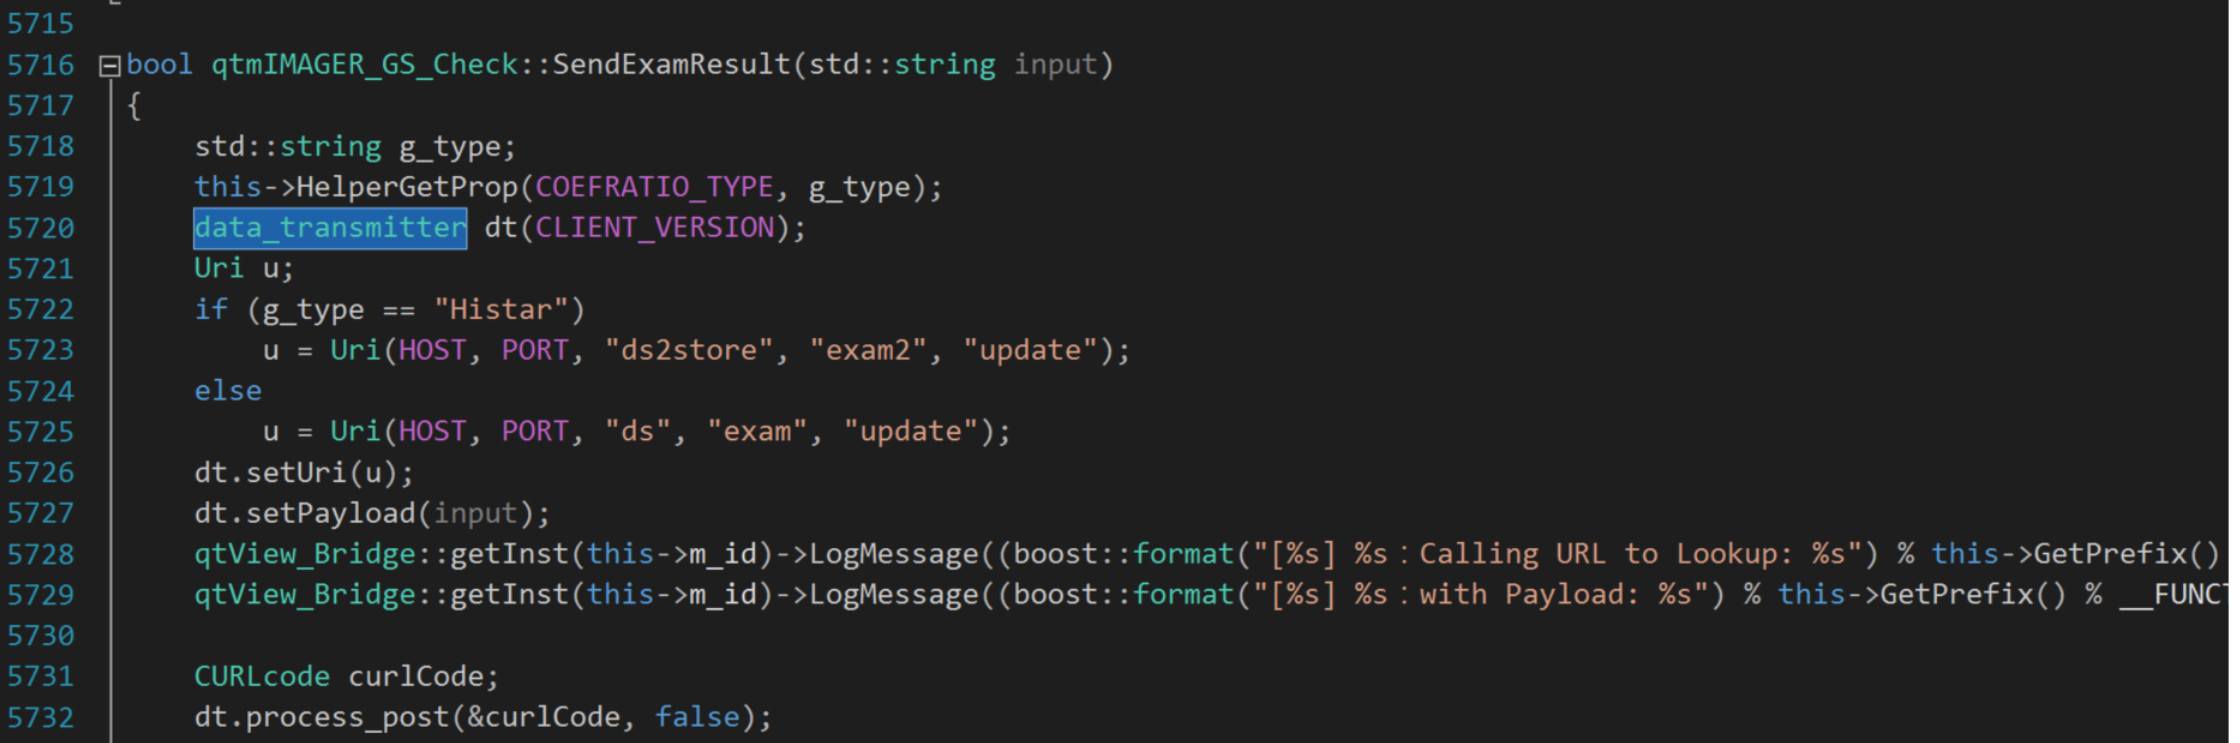 5715
5716 bool qtmIMAGER_GS_Check::SendExamResult(std::string input)
5717 {
5718 std::string g_type;
5719 this->HelperGetProp(COEFRATIO_TYPE, g_type);
5720 data_transmitter dt(CLIENT_VERSION);
5721 Uri u;
5722 if (g_type == "Histar")
5723 u = Uri(HOST, PORT, "ds2store", "exam2", "update");
5724 else
5725 u = Uri(HOST, PORT, "ds", "exam", "update");
5726 dt.setUri(u);
5727 dt.setPayload(input);
5728 qtView_Bridge::getInst(this->m_id)->LogMessage((boost::format("[%s] %s：Calling URL to Lookup: %s") % this->GetPrefix()
5729 qtView_Bridge::getInst(this->m_id)->LogMessage((boost::format("[%s] %s：with Payload: %s") % this->GetPrefix() % __FUNCT
5730
5731 CURLcode curlCode;
5732 dt.process_post(&curlCode, false);